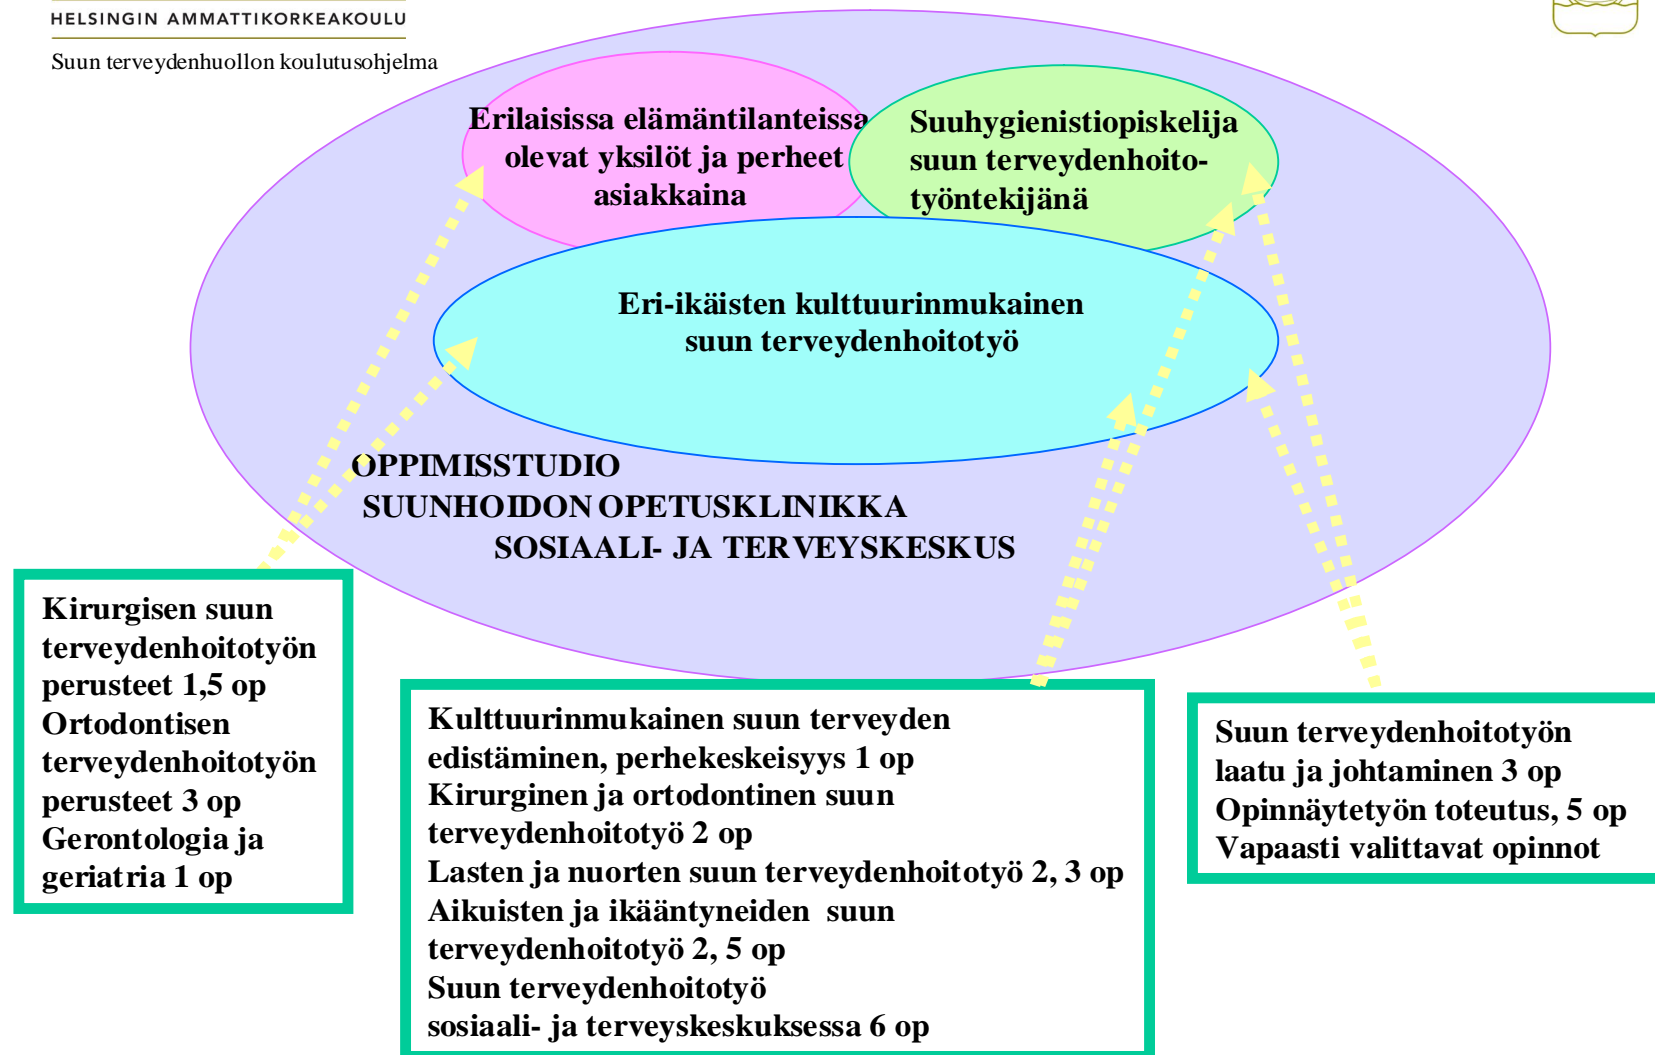 HELSINGIN AMMATTIKORKEAKOULU
Suun terveydenhuollon koulutusohjelma
Erilaisissa elämäntilanteissa
olevat yksilöt ja perheet
asiakkaina
Suuhygienistiopiskelija
suun terveydenhoito-
työntekijänä
Eri-ikäisten kulttuurinmukainen
suun terveydenhoitotyö
OPPIMISSTUDIO
SUUNHOIDON OPETUSKLINIKKA
SOSIAALI- JA TERVEYSKESKUS
Kirurgisen suun
terveydenhoitotyön
perusteet 1,5 op
Ortodontisen
terveydenhoitotyön
perusteet 3 op
Gerontologia ja
geriatria 1 op
Kulttuurinmukainen suun terveyden
edistäminen, perhekeskeisyys 1 op
Kirurginen ja ortodontinen suun
terveydenhoitotyö 2 op
Lasten ja nuorten suun terveydenhoitotyö 2, 3 op
Aikuisten ja ikääntyneiden suun
terveydenhoitotyö 2, 5 op
Suun terveydenhoitotyö
sosiaali- ja terveyskeskuksessa 6 op
Suun terveydenhoitotyön
laatu ja johtaminen 3 op
Opinnäytetyön toteutus, 5 op
Vapaasti valittavat opinnot